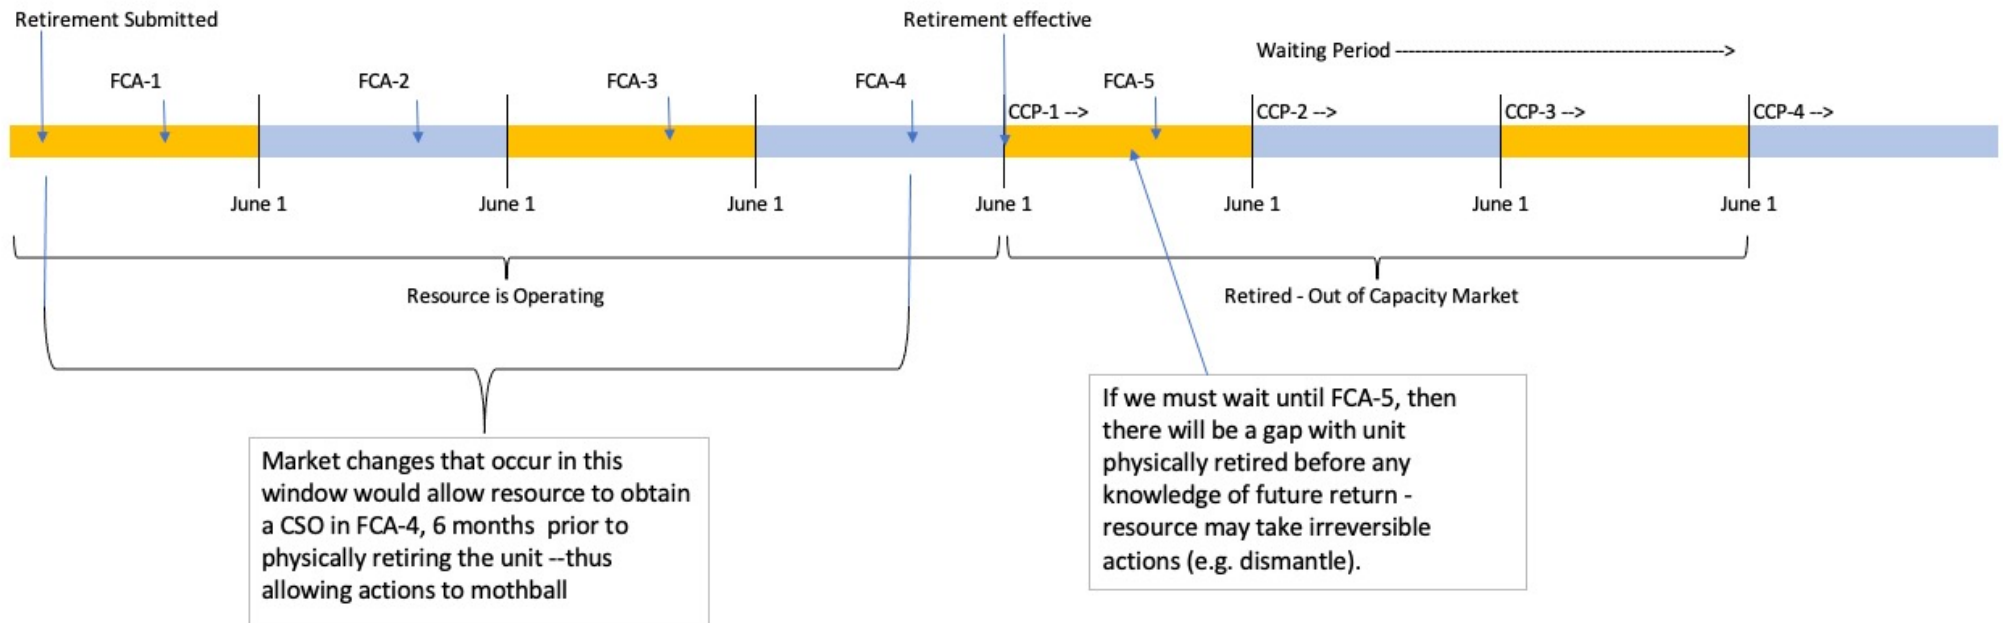 Retirement Submitted
Retirement effective
Waiting Period ------------------------------------------------>
FCA-1
FCA-2
FCA-3
FCA-4
FCA-5
CCP-1 -->
CCP-2 -->
CCP-3 -->
CCP-4 -->
June 1
June 1
June 1
June 1
June 1
June 1
June 1
Resource is Operating
Retired - Out of Capacity Market
Market changes that occur in this
window would allow resource to obtain
a CSO in FCA-4, 6 months  prior to
physically retiring the unit --thus
allowing actions to mothball
If we must wait until FCA-5, then
there will be a gap with unit
physically retired before any
knowledge of future return -
resource may take irreversible
actions (e.g. dismantle).